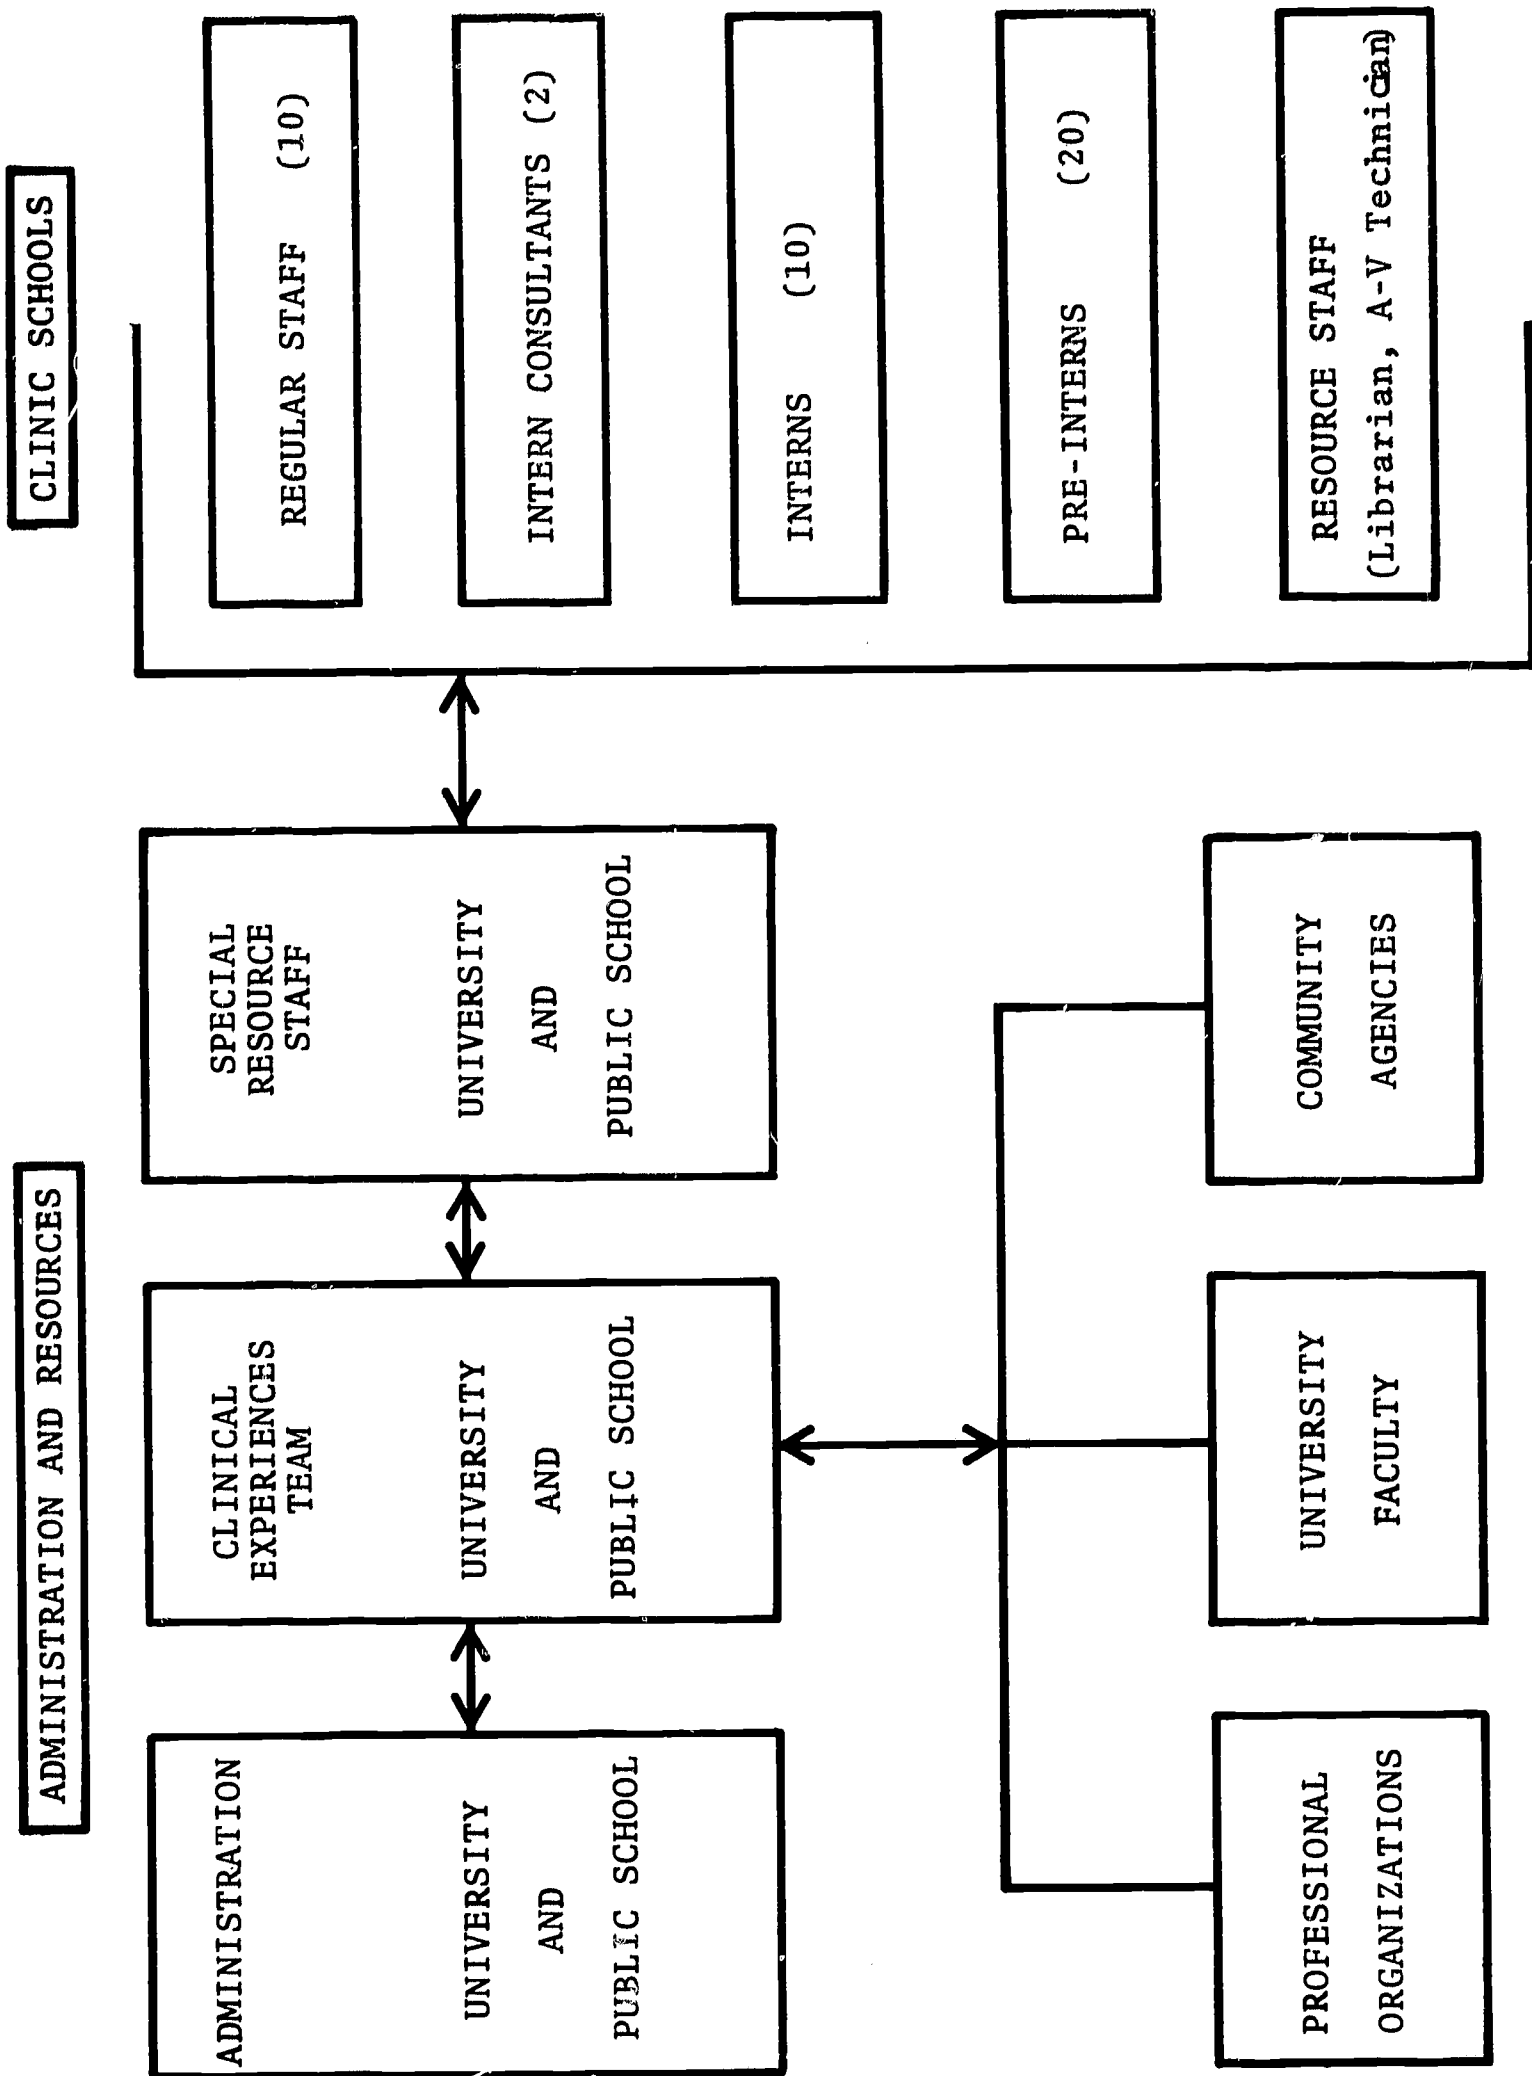 ADMINISTRATION AND RESOURCES
CLINIC SCHOOLS
ADMINISTRATION
UNIVERSITY
AND
PUBLIC SCHOOL
CLINICAL
EXPERIENCES
TEAM
UNIVERSITY
AND
PUBLIC SCHOOL
SPECIAL
RESOURCE
STAFF
UNIVERSITY
AND
PUBLIC SCHOOL
REGULAR STAFF (10)
INTERN CONSULTANTS (2)
INTERNS (10)
PRE-INTERNS (20)
RESOURCE STAFF
(Librarian, A-V Technician)
PROFESSIONAL
ORGANIZATIONS
UNIVERSITY
FACULTY
COMMUNITY
AGENCIES